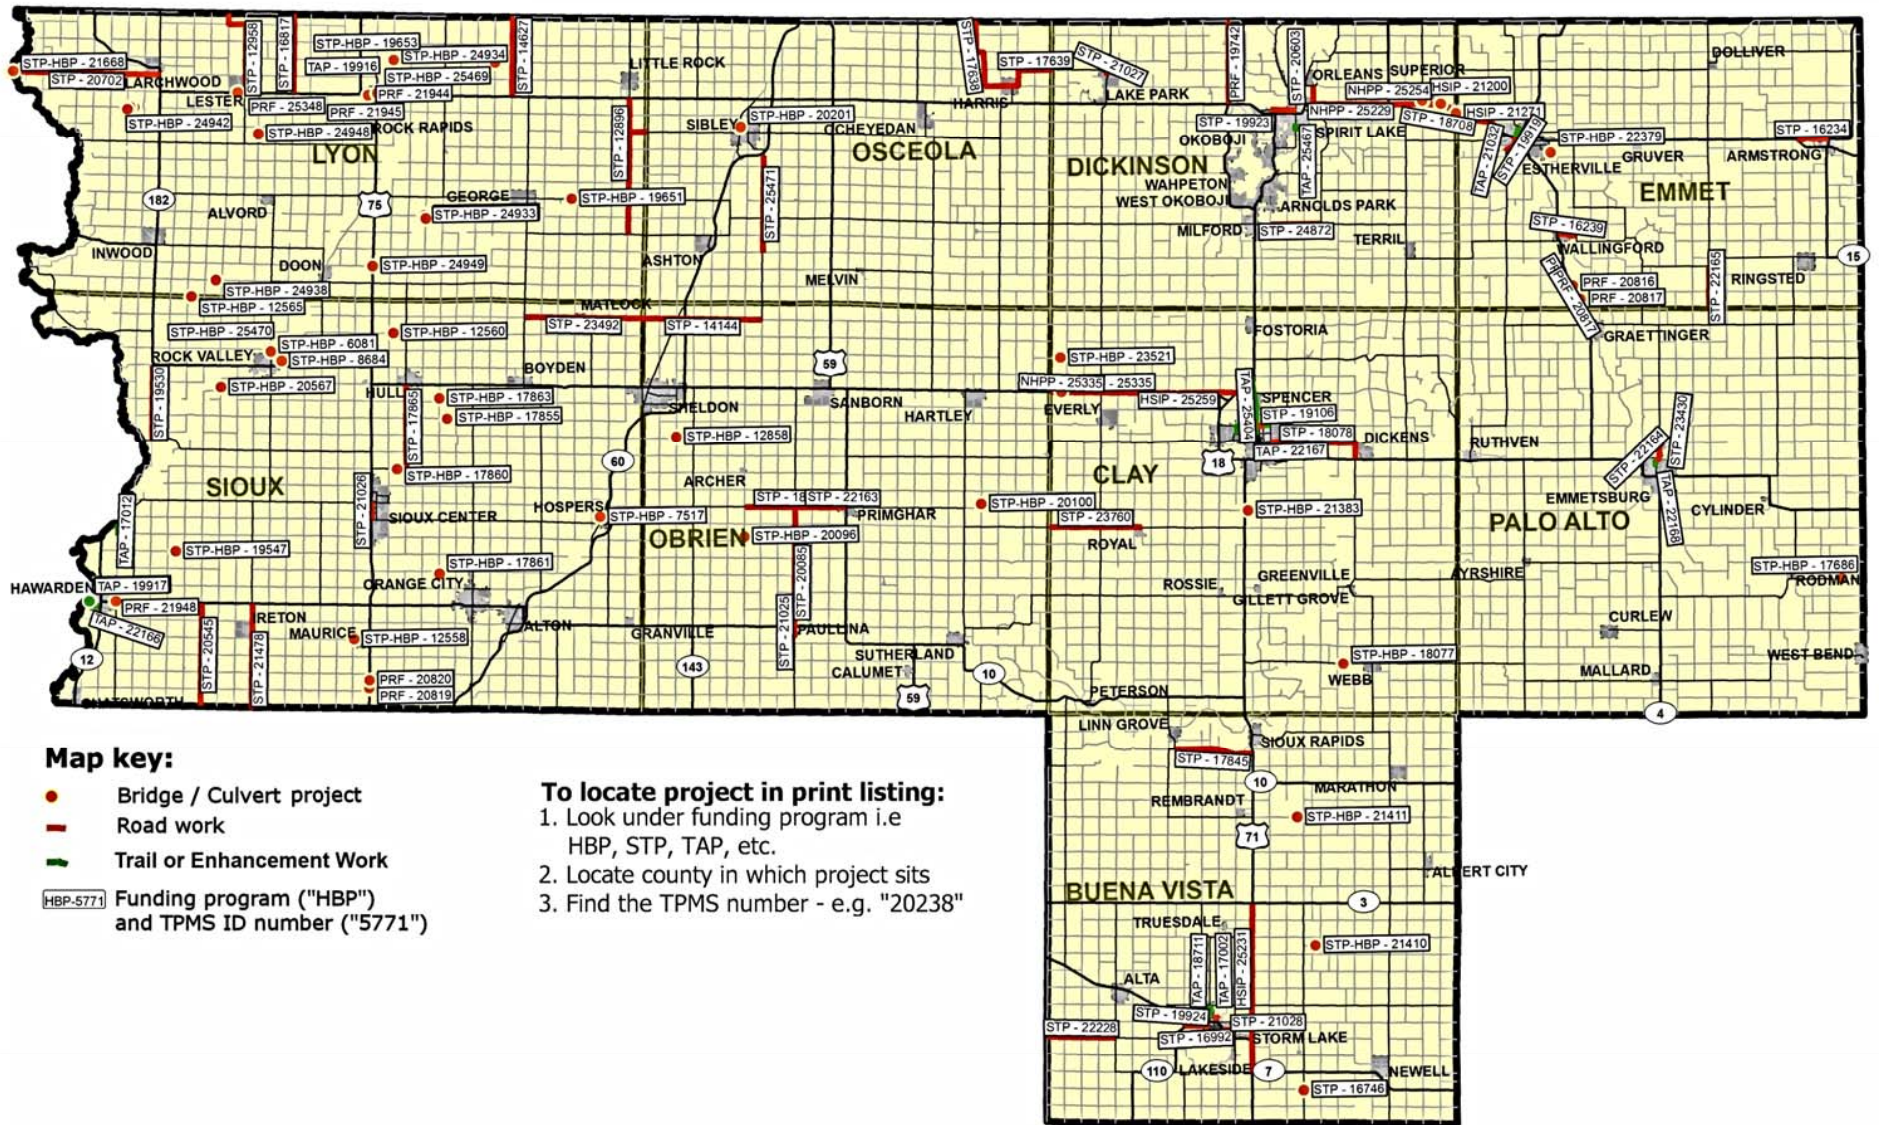 STP - 12958
STP - 16817
STP-HBP - 19653
STP-HBP - 24934
TAP - 19916
STP-HBP - 25469
STP - 14627
STP-HBP - 21668
STP - 20702
LARCHWOOD
LESTER
PRF - 25348
PRF - 21944
PRF - 21945
STP-HBP - 24942
STP-HBP - 24948
ROCK RAPIDS
LYON
LITTLE ROCK
STP - 12896
SIBLEY
STP-HBP - 20201
OCHEYEDAN
OSCEOLA
STP - 17638
STP - 17639
STP - 21027
HARRIS
LAKE PARK
PRF - 19742
STP - 20603
ORLEANS
SUPERIOR
NHPP - 25254
HSIP - 21200
NHPP - 25229
STP - 18708
HSIP - 21271
DOLLIVER
STP - 19923
OKOBOJI
SPIRIT LAKE
TAP - 25467
DICKINSON
WAHPETON
WEST OKOBOJI
ARNOLDS PARK
MILFORD
STP - 24872
TERRIL
TAP - 21032
STP - 19919
STP-HBP - 22379
STP - 16234
GRUVER
ARMSTRONG
ESTHERVILLE
EMMET
STP - 16239
WALLINGFORD
PRF - 20816
PRF - 20817
PRF - 20817
STP - 22165
RINGSTED
15
GRAETTINGER
182
75
ALVORD
GEORGE
STP-HBP - 24933
STP-HBP - 19651
STP - 25471
INWOOD
DOON
STP-HBP - 24949
ASHTON
MELVIN
STP-HBP - 24938
STP-HBP - 12565
MATLOCK
STP - 23492
STP - 14144
STP-HBP - 25470
STP-HBP - 6081
STP-HBP - 12560
ROCK VALLEY
STP-HBP - 8684
STP-HBP - 20567
STP - 19530
HULL
STP - 17865
BOYDEN
STP-HBP - 17863
STP-HBP - 17855
STP-HBP - 17860
SHELDON
59
SANBORN
HARTLEY
STP-HBP - 12858
60
ARCHER
FOSTORIA
STP-HBP - 23521
NHPP - 25335
- 25335
HSIP - 25259
EVERLY
TAP - 25404
SPENCER
STP - 19106
STP - 18078
TAP - 22167
DICKENS
18
CLAY
RUTHVEN
STP - 22164
STP - 23430
TAP - 22168
EMMETSBURG
CYLINDER
PALO ALTO
SIOUX
STP - 21026
SIOUX CENTER
HOSPERS
STP-HBP - 7517
STP - 18
STP - 22163
PRIMGHAR
OBRIEN
STP-HBP - 20096
STP - 20085
STP-HBP - 20100
STP - 23760
ROYAL
STP-HBP - 21383
TAP - 17012
STP-HBP - 19547
STP-HBP - 17861
ORANGE CITY
HAWARDEN
TAP - 19917
PRF - 21948
TAP - 22166
12
STP - 20545
STP - 21478
IRETON
MAURICE
STP-HBP - 12558
ALTON
GRANVILLE
STP - 21025
PAULLINA
PRF - 20820
PRF - 20819
CHATSWORTH
143
SUTHERLAND
CALUMET
59
10
ROSSIE
GREENVILLE
GILLETT GROVE
AYRSHIRE
STP-HBP - 17686
RODMAN
CURLEW
STP-HBP - 18077
WEBB
MALLARD
WEST BEND
4
PETERSON
LINN GROVE
SIOUX RAPIDS
STP - 17845
10
REMBRANDT
MARATHON
STP-HBP - 21411
71
ALBERT CITY
BUENA VISTA
3
TRUESDALE
TAP - 18711
TAP - 17002
HSIP - 25231
STP-HBP - 21410
ALTA
STP - 19924
STP - 21028
STP - 22228
STP - 16992
STORM LAKE
110
LAKESIDE
7
NEWELL
STP - 16746
Map key:
Bridge / Culvert project
Road work
Trail or Enhancement Work
HBP-5771
Funding program ("HBP")
and TPMS ID number ("5771")
To locate project in print listing:
1. Look under funding program i.e
HBP, STP, TAP, etc.
2. Locate county in which project sits
3. Find the TPMS number - e.g. "20238"